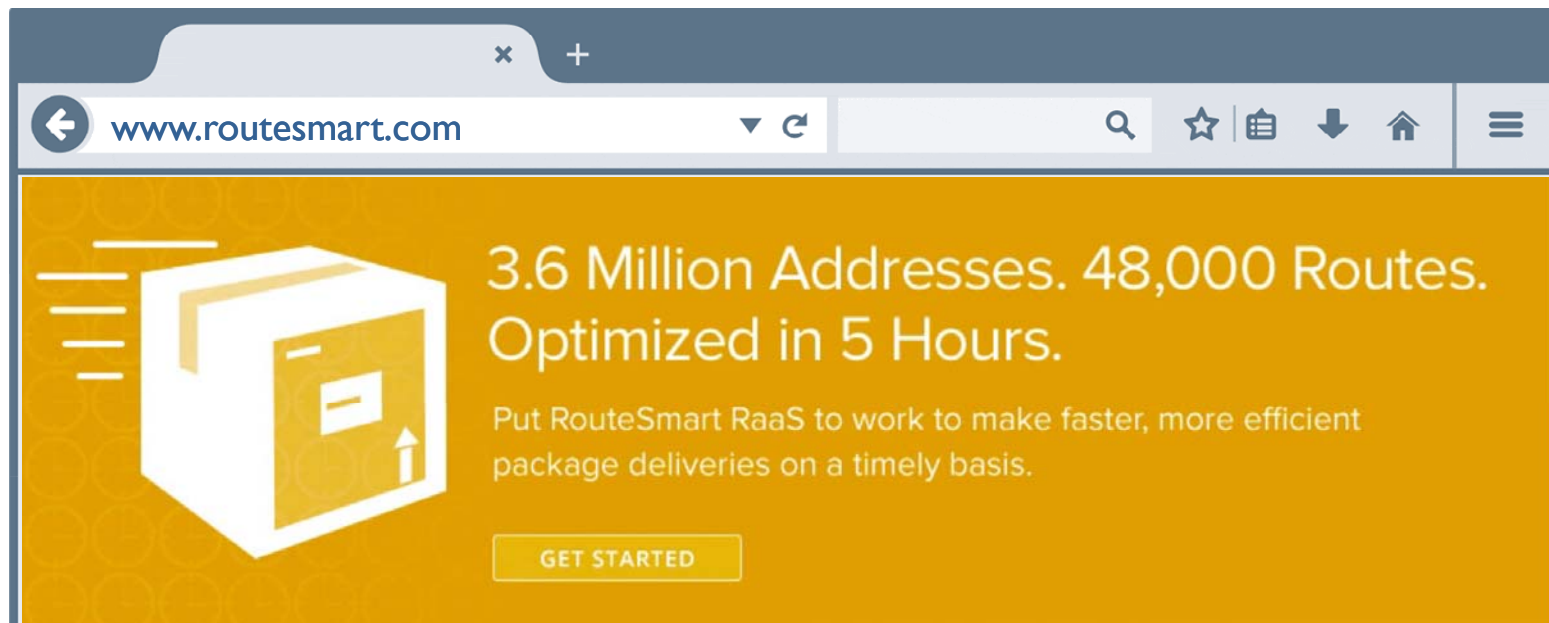 www.routesmart.com
3.6 Million Addresses. 48,000 Routes.
Optimized in 5 Hours.
Put RouteSmart RaaS to work to make faster, more efficient
package deliveries on a timely basis.
GET STARTED